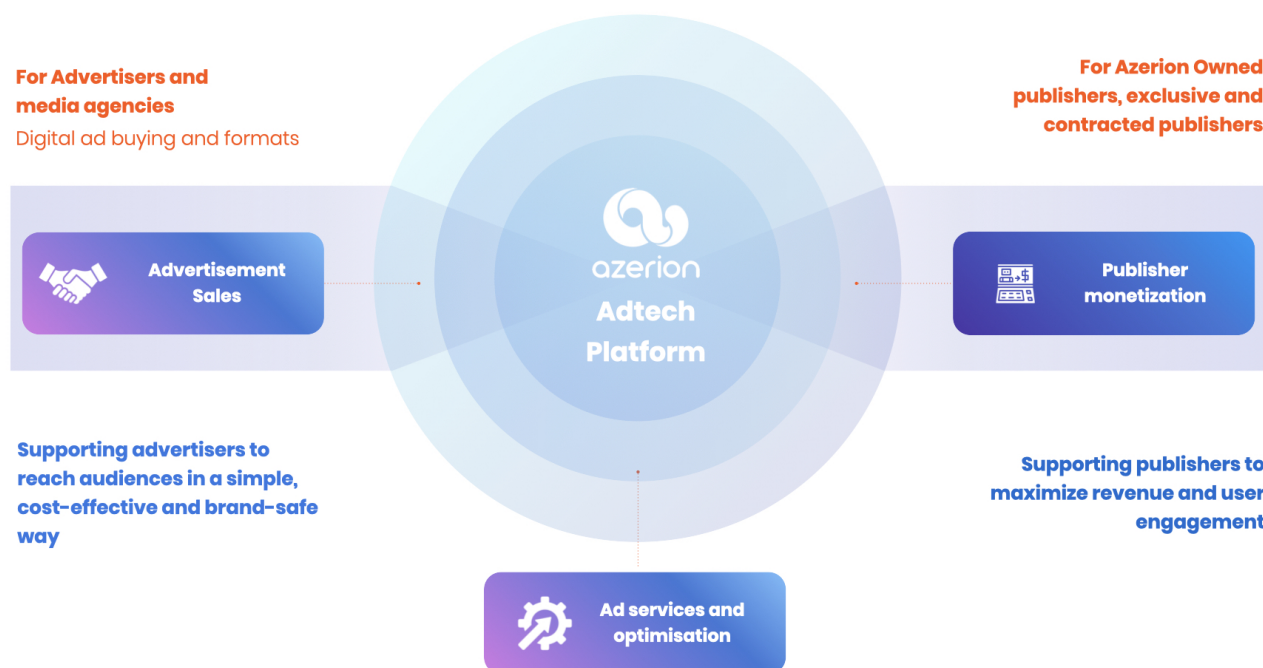 For Advertisers and
media agencies
Digital ad buying and formats
For Azerion Owned
publishers, exclusive and
contracted publishers
Advertisement
Sales
azerion
Adtech
Platform
$
Publisher
monetization
Supporting advertisers to
reach audiences in a simple,
cost-effective and brand-safe
way
Supporting publishers to
maximize revenue and user
engagement
Ad services and
optimisation